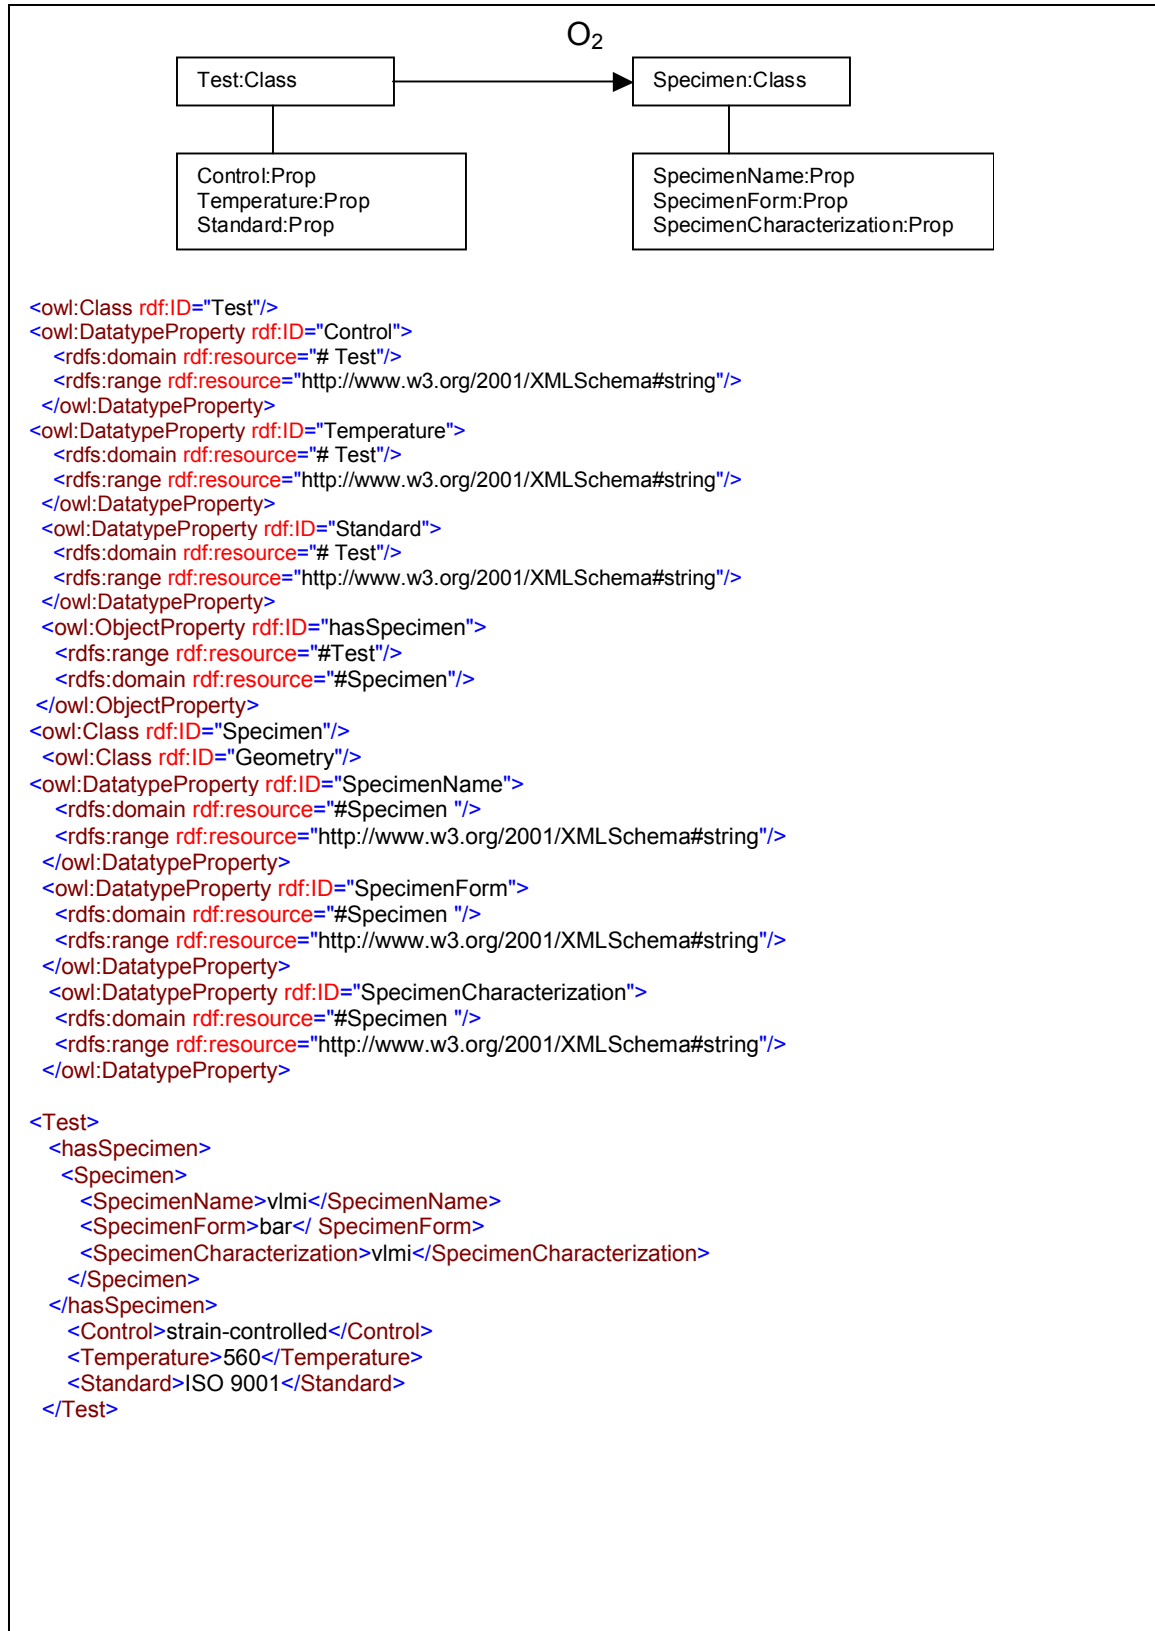 O₂
Test:Class
Specimen:Class
Control:Prop
Temperature:Prop
Standard:Prop
SpecimenName:Prop
SpecimenForm:Prop
SpecimenCharacterization:Prop
<owl:Class rdf:ID="Test"/>
<owl:DatatypeProperty rdf:ID="Control">
<rdfs:domain rdf:resource="# Test"/>
<rdfs:range rdf:resource="http://www.w3.org/2001/XMLSchema#string"/>
</owl:DatatypeProperty>
<owl:DatatypeProperty rdf:ID="Temperature">
<rdfs:domain rdf:resource="# Test"/>
<rdfs:range rdf:resource="http://www.w3.org/2001/XMLSchema#string"/>
</owl:DatatypeProperty>
<owl:DatatypeProperty rdf:ID="Standard">
<rdfs:domain rdf:resource="# Test"/>
<rdfs:range rdf:resource="http://www.w3.org/2001/XMLSchema#string"/>
</owl:DatatypeProperty>
<owl:ObjectProperty rdf:ID="hasSpecimen">
<rdfs:range rdf:resource="#Test"/>
<rdfs:domain rdf:resource="#Specimen"/>
</owl:ObjectProperty>
<owl:Class rdf:ID="Specimen"/>
<owl:Class rdf:ID="Geometry"/>
<owl:DatatypeProperty rdf:ID="SpecimenName">
<rdfs:domain rdf:resource="#Specimen "/>
<rdfs:range rdf:resource="http://www.w3.org/2001/XMLSchema#string"/>
</owl:DatatypeProperty>
<owl:DatatypeProperty rdf:ID="SpecimenForm">
<rdfs:domain rdf:resource="#Specimen "/>
<rdfs:range rdf:resource="http://www.w3.org/2001/XMLSchema#string"/>
</owl:DatatypeProperty>
<owl:DatatypeProperty rdf:ID="SpecimenCharacterization">
<rdfs:domain rdf:resource="#Specimen "/>
<rdfs:range rdf:resource="http://www.w3.org/2001/XMLSchema#string"/>
</owl:DatatypeProperty>
<Test>
<hasSpecimen>
<Specimen>
<SpecimenName>vlmi</SpecimenName>
<SpecimenForm>bar</ SpecimenForm>
<SpecimenCharacterization>vlmi</SpecimenCharacterization>
</Specimen>
</hasSpecimen>
<Control>strain-controlled</Control>
<Temperature>560</Temperature>
<Standard>ISO 9001</Standard>
</Test>